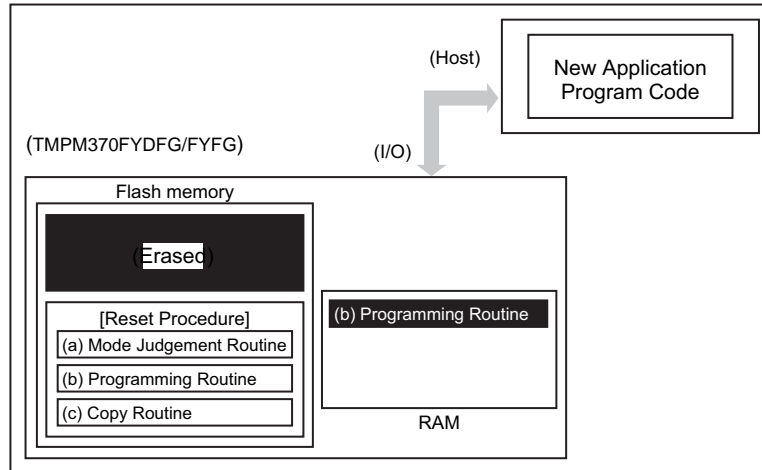 (Host)
New Application
Program Code
(TMPM370FYDFG/FYFG)
(I/O)
Flash memory
(Erased)
[Reset Procedure]
(a) Mode Judgement Routine
(b) Programming Routine
(c) Copy Routine
(b) Programming Routine
RAM